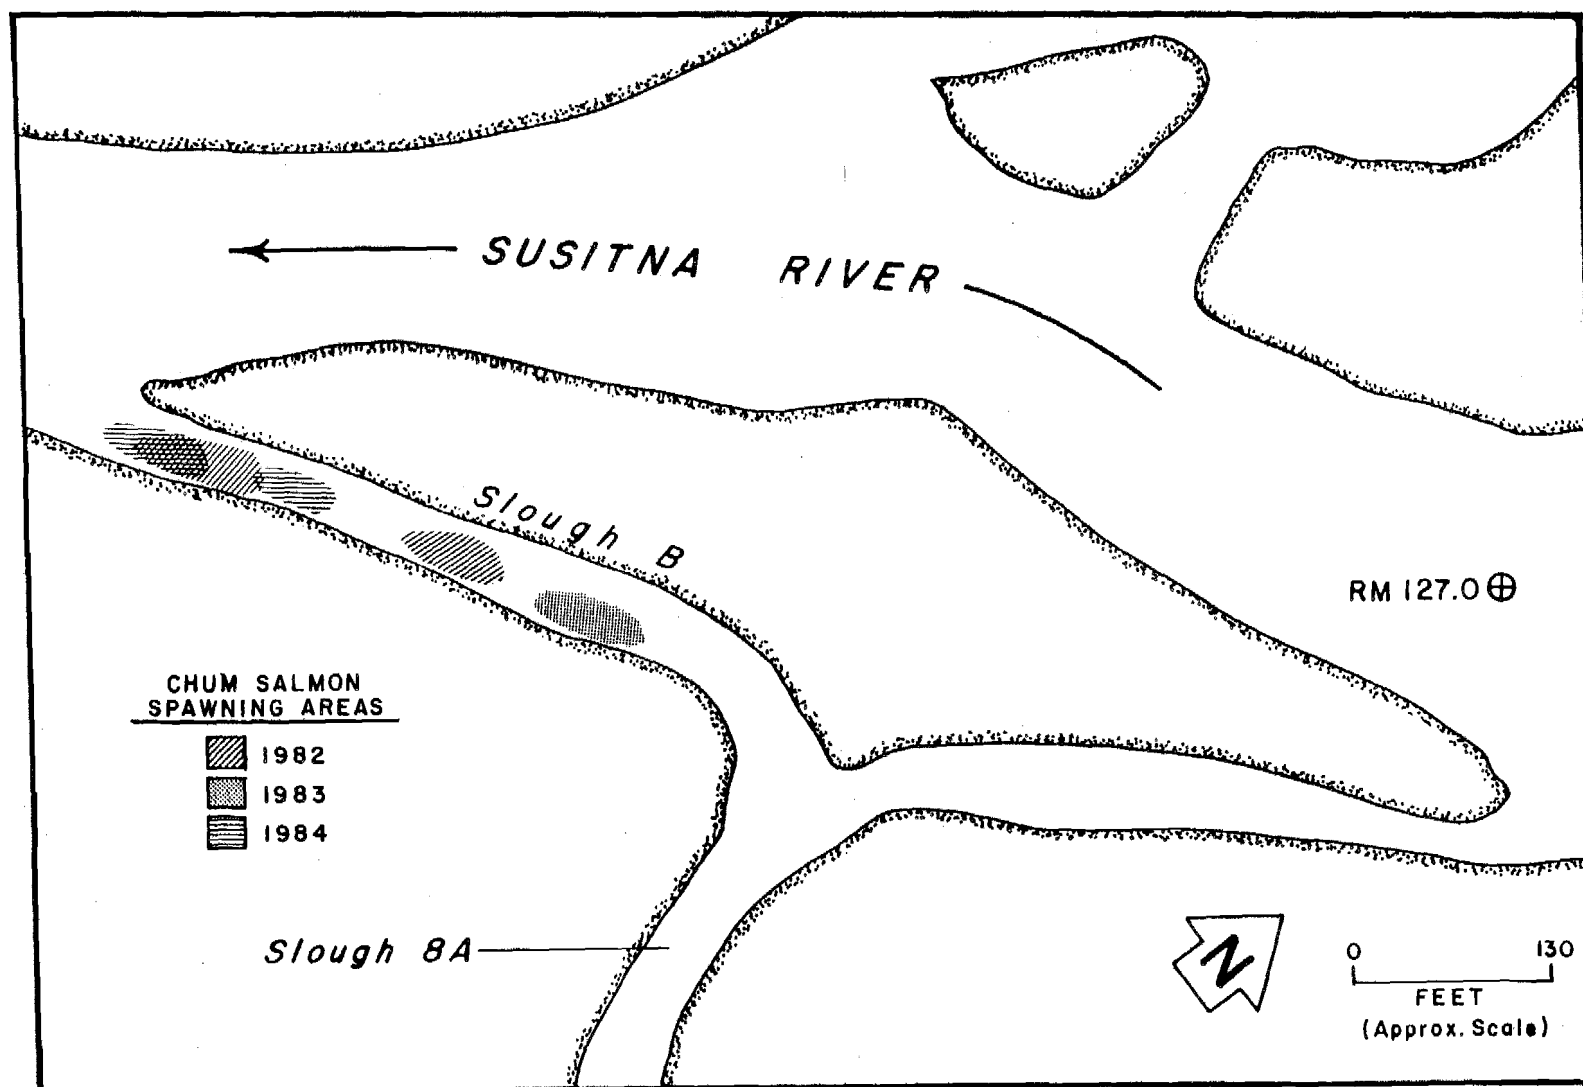 SUSITNA RIVER
Slough B
RM 127.0
CHUM SALMON
SPAWNING AREAS
1982
1983
1984
Slough 8A
N
0 130
FEET
(Approx. Scale)